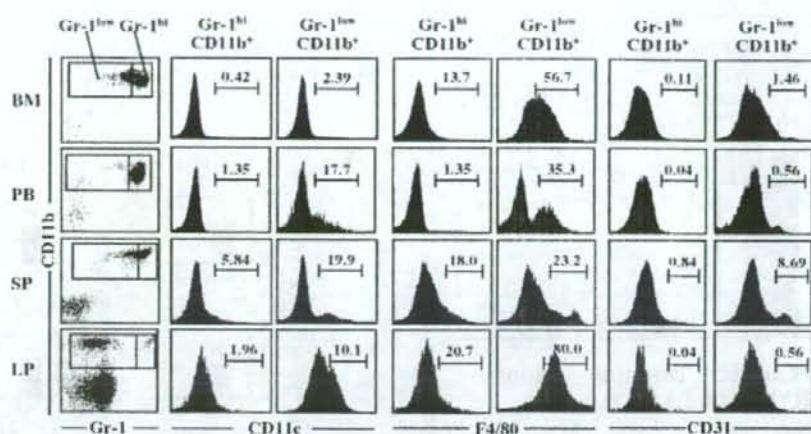 Gr-1low Gr-1hi
Gr-1hi CD11b+ Gr-1low CD11b+ Gr-1hi CD11b+ Gr-1low CD11b+ Gr-1hi CD11b+ Gr-1low CD11b+
BM 0.42 2.39 13.7 56.7 0.11 1.46
PB 1.35 17.7 1.35 35.3 0.04 0.56
CD11b
SP 5.84 19.9 18.0 23.2 0.84 8.69
LP 1.96 10.1 20.7 80.0 0.04 0.56
Gr-1 CD11c F4/80 CD31